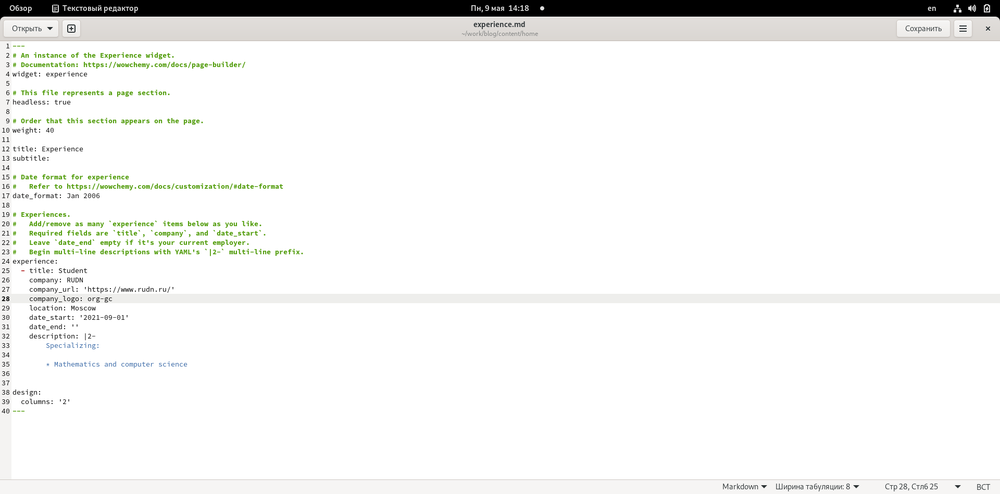 Обзор Текстовый редактор Пн, 9 мая 14:18 en
Открыть experience.md Сохранить
~/work/blog/content/home
1 ---
2 # An instance of the Experience widget.
3 # Documentation: https://wowchemy.com/docs/page-builder/
4 widget: experience
5
6 # This file represents a page section.
7 headless: true
8
9 # Order that this section appears on the page.
10 weight: 40
11
12 title: Experience
13 subtitle:
14
15 # Date format for experience
16 #   Refer to https://wowchemy.com/docs/customization/#date-format
17 date_format: Jan 2006
18
19 # Experiences.
20 #   Add/remove as many `experience` items below as you like.
21 #   Required fields are `title`, `company`, and `date_start`.
22 #   Leave `date_end` empty if it's your current employer.
23 #   Begin multi-line descriptions with YAML's `|2-` multi-line prefix.
24 experience:
25   - title: Student
26     company: RUDN
27     company_url: 'https://www.rudn.ru/'
28     company_logo: org-gc
29     location: Moscow
30     date_start: '2021-09-01'
31     date_end: ''
32     description: |2-
33         Specializing:
34
35         * Mathematics and computer science
36
37
38 design:
39   columns: '2'
40 ---
Markdown Ширина табуляции: 8 Стр 28, Стлб 25 ВСТ